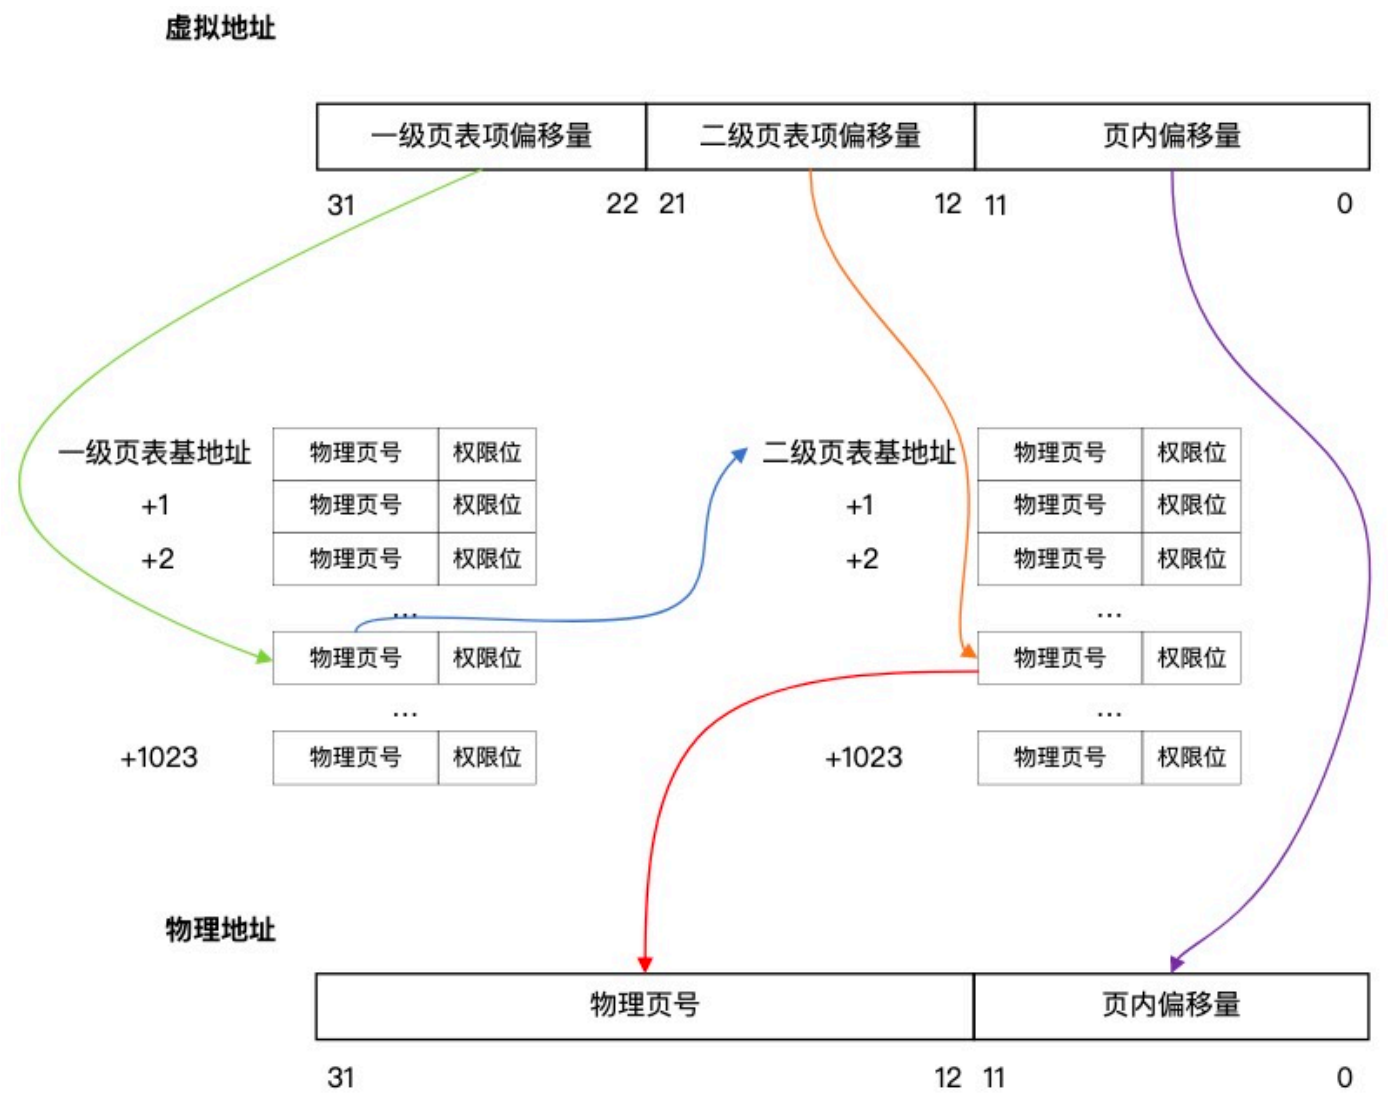 虚拟地址
一级页表项偏移量 二级页表项偏移量 页内偏移量
31 22 21 12 11 0
一级页表基地址 物理页号 权限位 二级页表基地址 物理页号 权限位
+1 物理页号 权限位 +1 物理页号 权限位
+2 物理页号 权限位 +2 物理页号 权限位
... ...
物理页号 权限位 物理页号 权限位
... ...
+1023 物理页号 权限位 +1023 物理页号 权限位
物理地址
物理页号 页内偏移量
31 12 11 0